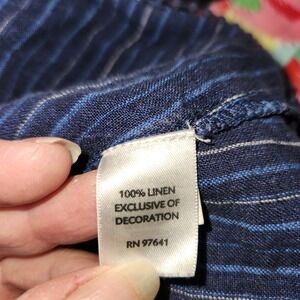 100% LINEN
EXCLUSIVE OF
DECORATION
RN 97641